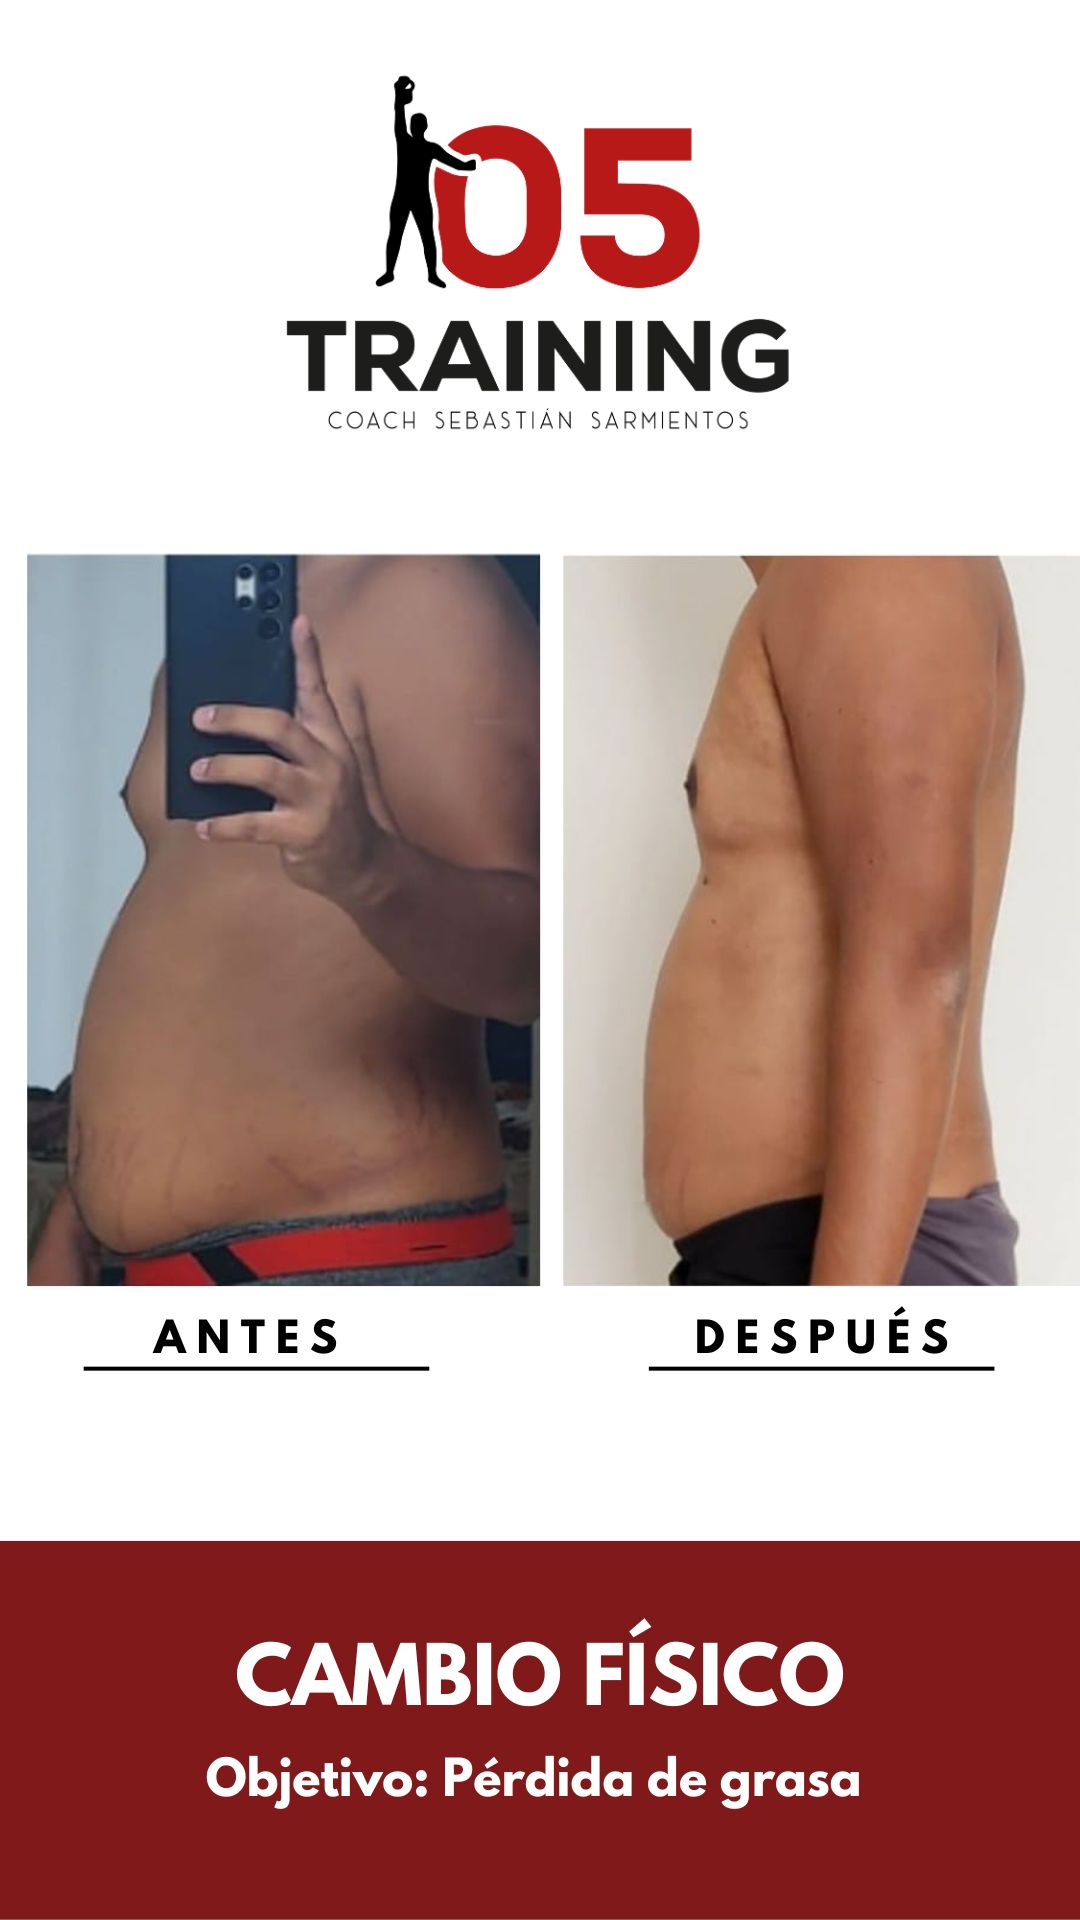 05
TRAINING
COACH SEBASTIÁN SARMIENTOS
ANTES
DESPUÉS
CAMBIO FÍSICO
Objetivo: Pérdida de grasa